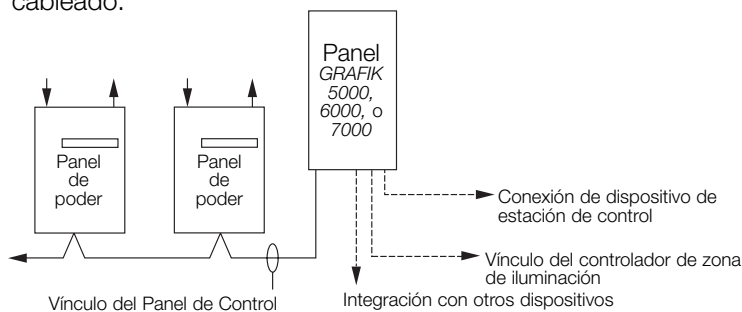 cableado.
Panel
GRAFIK
5000,
6000, o
7000
Panel
de
poder
Panel
de
poder
Conexión de dispositivo de
estación de control
Vínculo del controlador de zona
de iluminación
Vínculo del Panel de Control
Integración con otros dispositivos